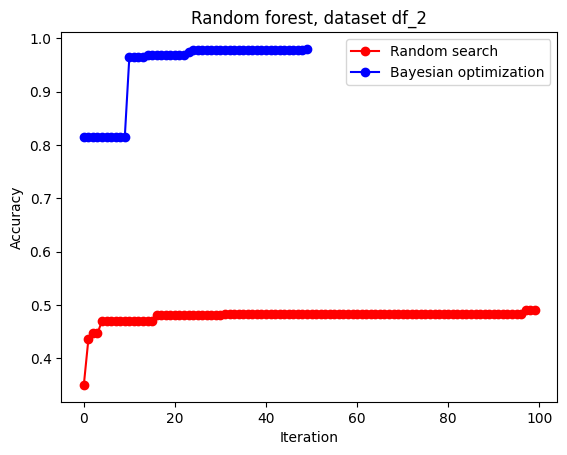 Random forest, dataset df_2
Random search
Bayesian optimization
Accuracy
1.0
0.9
0.8
0.7
0.6
0.5
0.4
0
20
40
60
80
100
Iteration